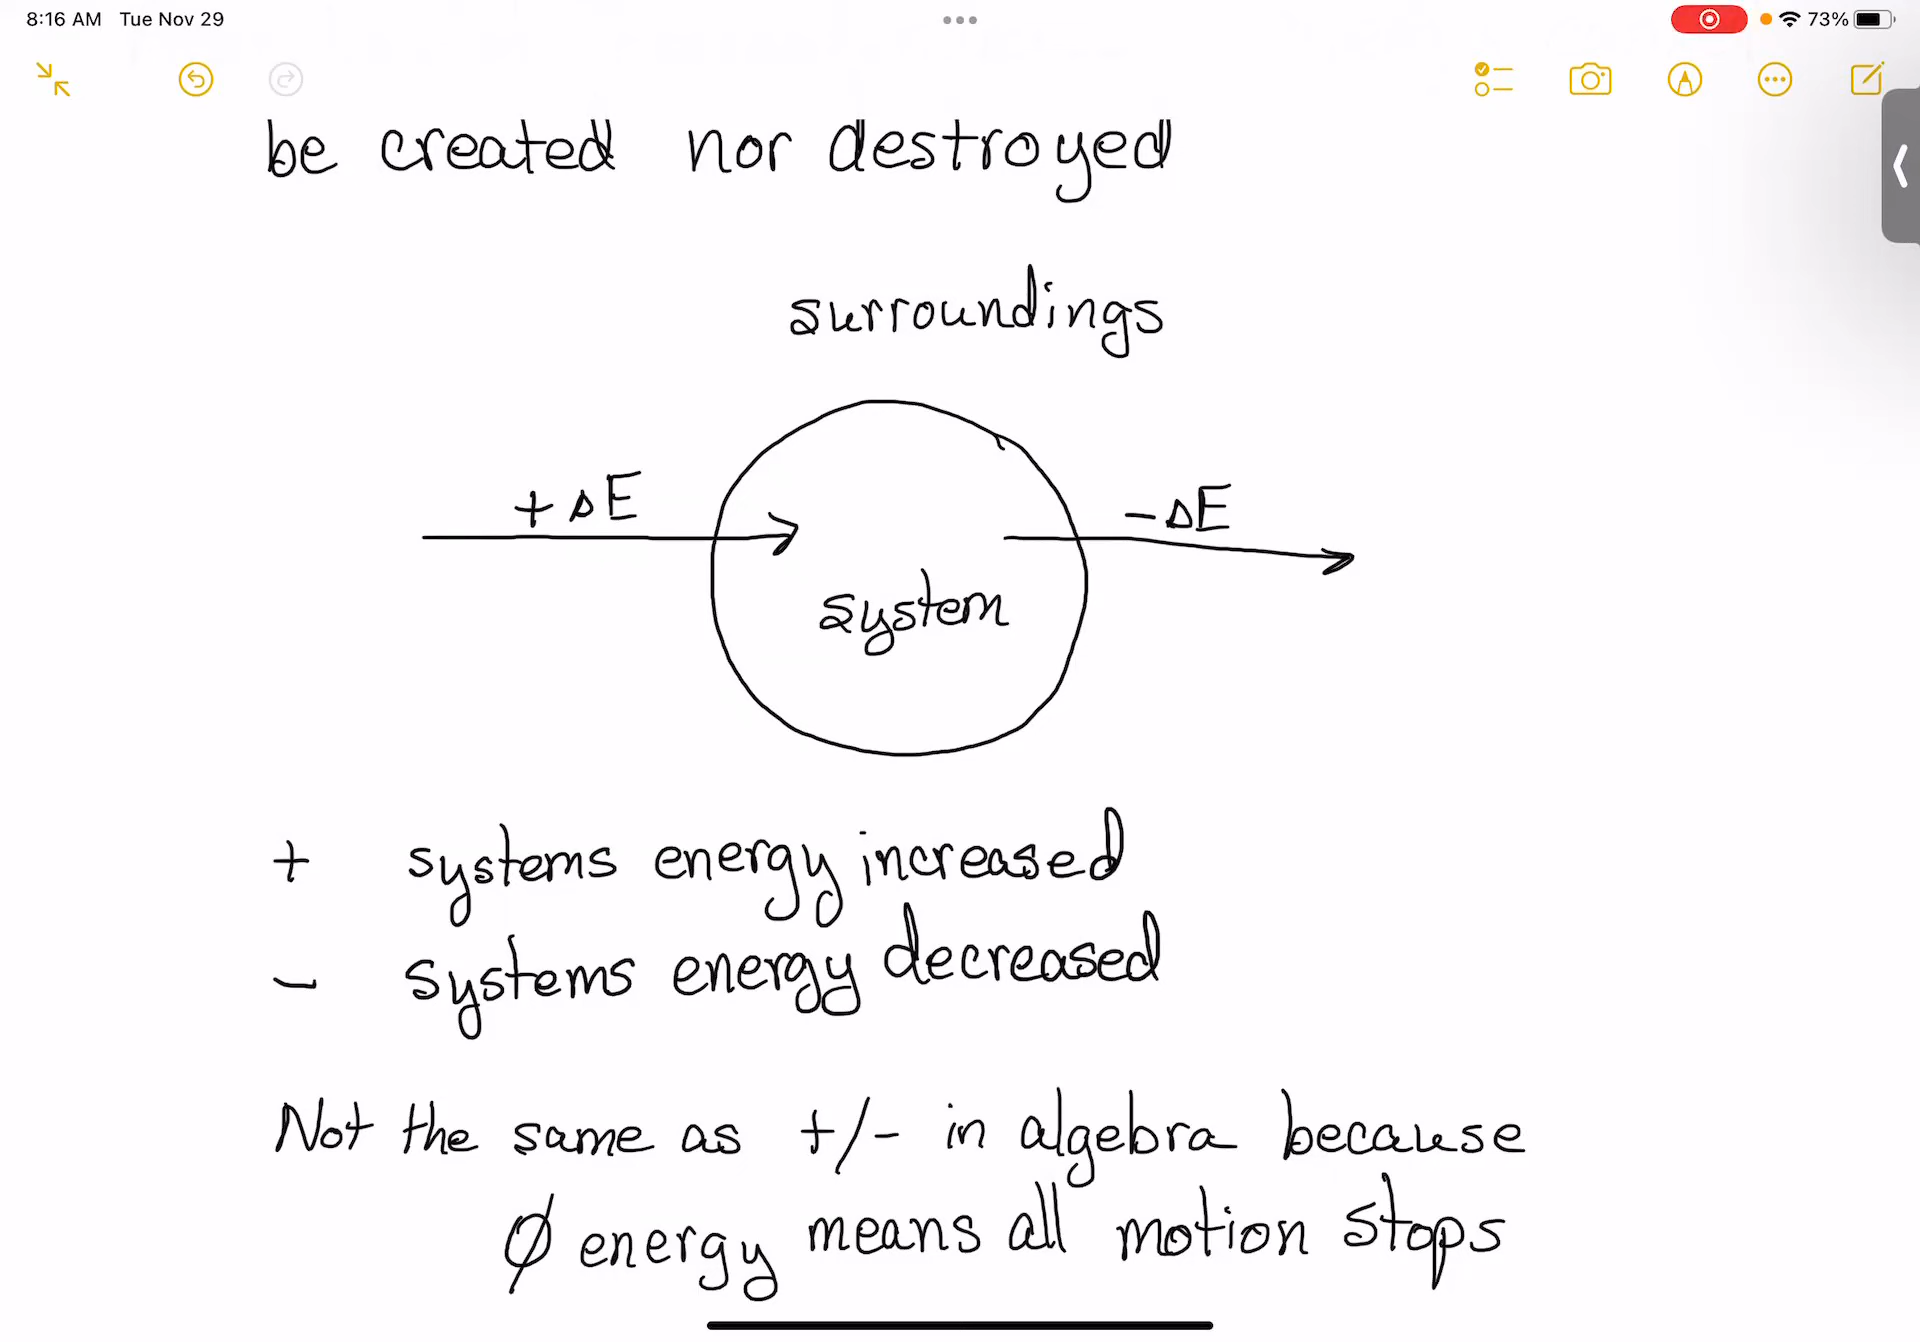 8:16 AM Tue Nov 29 73%
be created nor destroyed
surroundings
+ ΔE
- ΔE
system
+ systems energy increased
- systems energy decreased
Not the same as +/- in algebra because
Ø energy means all motion stops